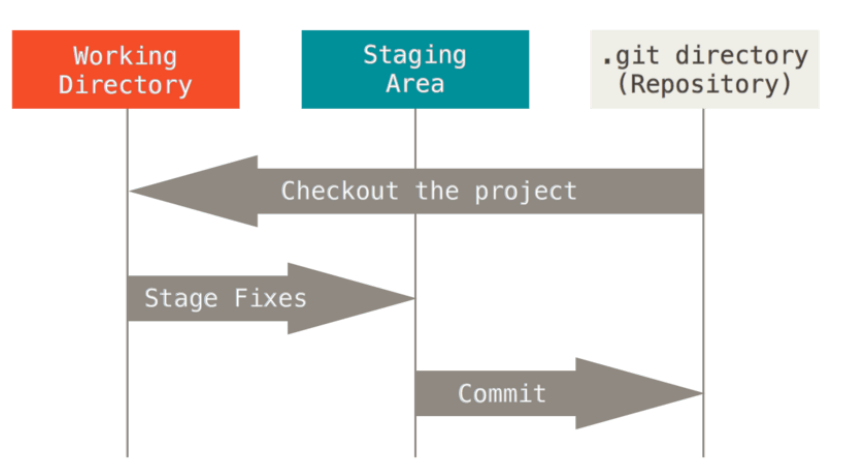 Working
Directory
Staging
Area
.git directory
(Repository)
Checkout the project
Stage Fixes
Commit